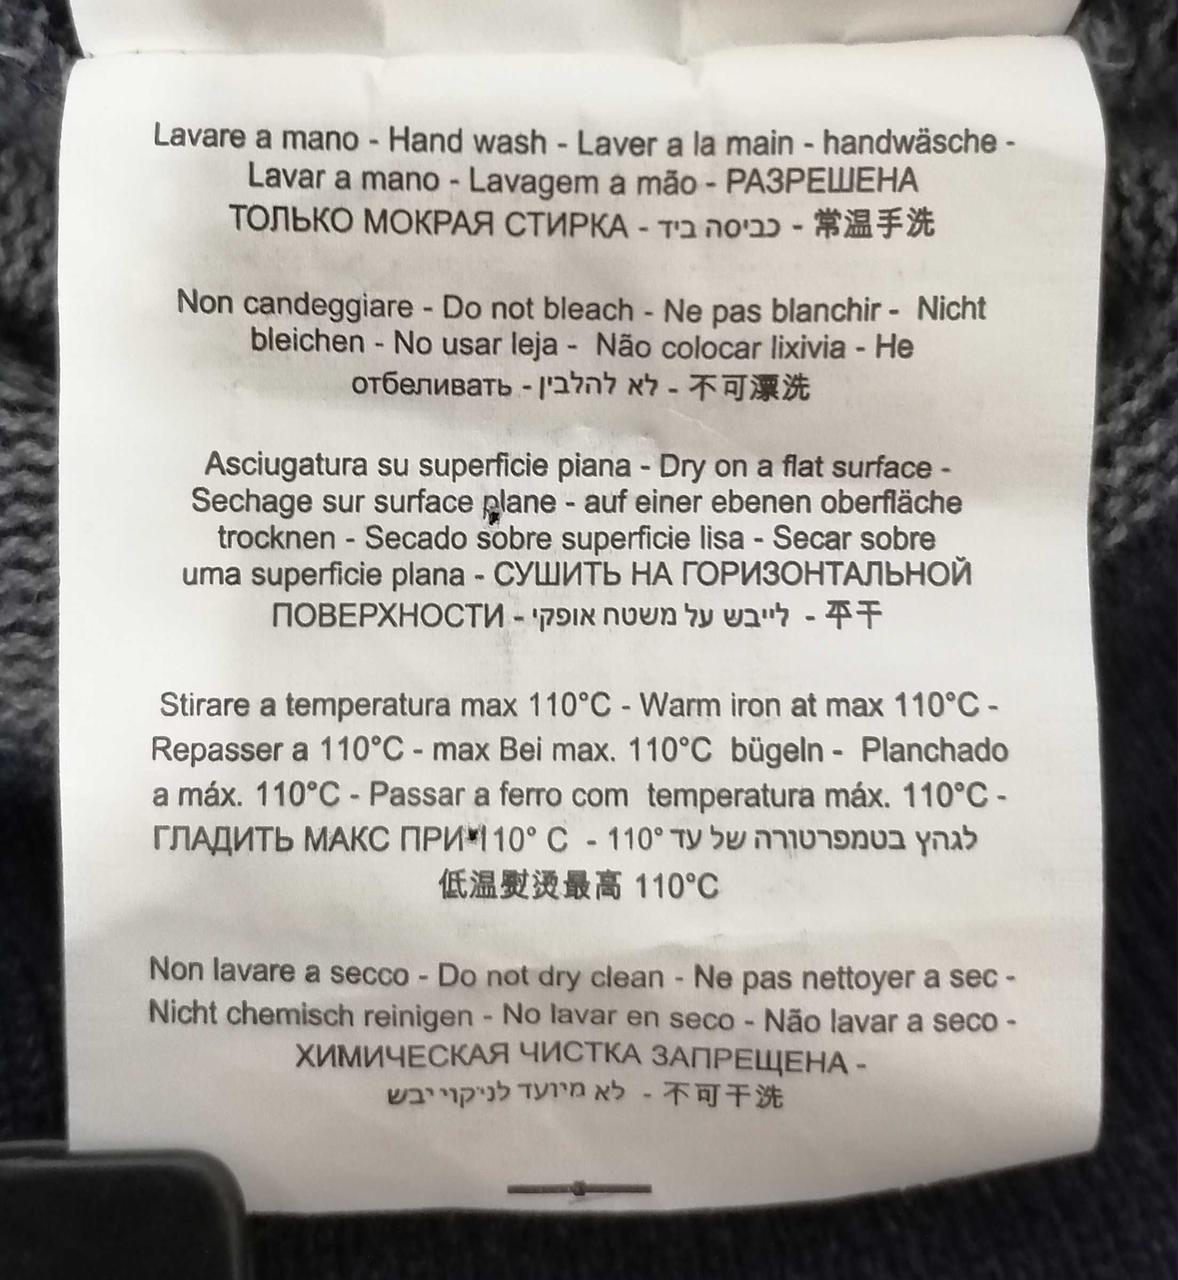 Lavare a mano - Hand wash - Laver a la main - handwäsche -
Lavar a mano - Lavagem a mão - РАЗРЕШЕНА
ТОЛЬКО МОКРАЯ СТИРКА - כביסה ביד - 常温手洗
Non candeggiare - Do not bleach - Ne pas blanchir - Nicht
bleichen - No usar leja - Não colocar lixivia - Не
отбеливать - לא להלבין - 不可漂洗
Asciugatura su superficie piana - Dry on a flat surface -
Sechage sur surface plane - auf einer ebenen oberfläche
trocknen - Secado sobre superficie lisa - Secar sobre
uma superficie plana - СУШИТЬ НА ГОРИЗОНТАЛЬНОЙ
ПОВЕРХНОСТИ - לייבש על משטח אופקי - 平干
Stirare a temperatura max 110°C - Warm iron at max 110°C -
Repasser a 110°C - max Bei max. 110°C bügeln - Planchado
a máx. 110°C - Passar a ferro com temperatura máx. 110°C -
ГЛАДИТЬ МАКС ПРИ 110° C - לגהץ בטמפרטורה של עד 110°
低温熨烫最高 110°C
Non lavare a secco - Do not dry clean - Ne pas nettoyer a sec -
Nicht chemisch reinigen - No lavar en seco - Não lavar a seco -
ХИМИЧЕСКАЯ ЧИСТКА ЗАПРЕЩЕНА -
לא מיועד לניקוי יבש - 不可干洗